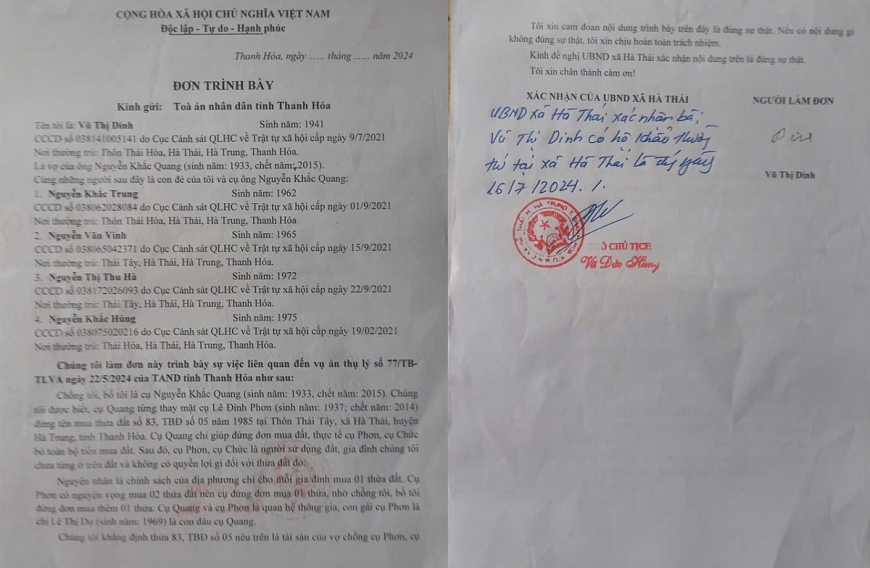 CỘNG HÒA XÃ HỘI CHỦ NGHĨA VIỆT NAM
Độc lập - Tự do - Hạnh phúc
Thanh Hóa, ngày ...... tháng ...... năm 2024
ĐƠN TRÌNH BÀY
Kính gửi: Toà án nhân dân tỉnh Thanh Hóa
Tên tôi là: Vũ Thị Dinh Sinh năm: 1941
CCCD số 038141005141 do Cục Cảnh sát QLHC về Trật tự xã hội cấp ngày 9/7/2021
Nơi thường trú: Thôn Thái Hòa, Hà Thái, Hà Trung, Thanh Hóa.
Là vợ của ông Nguyễn Khắc Quang (sinh năm: 1933, chết năm: 2015).
Cùng những người sau đây là con đẻ của tôi và cụ ông Nguyễn Khắc Quang:
1. Nguyễn Khắc Trung Sinh năm: 1962
CCCD số 038062028084 do Cục Cảnh sát QLHC về Trật tự xã hội cấp ngày 01/9/2021
Nơi thường trú: Thôn Thái Hòa, Hà Thái, Hà Trung, Thanh Hóa
2. Nguyễn Văn Vinh Sinh năm: 1965
CCCD số 038065042371 do Cục Cảnh sát QLHC về Trật tự xã hội cấp ngày 15/9/2021
Nơi thường trú: Thái Tây, Hà Thái, Hà Trung, Thanh Hóa.
3. Nguyễn Thị Thu Hà Sinh năm: 1972
CCCD số 038172026093 do Cục Cảnh sát QLHC về Trật tự xã hội cấp ngày 22/9/2021
Nơi thường trú: Thái Tây, Hà Thái, Hà Trung, Thanh Hóa.
4. Nguyễn Khắc Hùng Sinh năm: 1975
CCCD số 038075020216 do Cục Cảnh sát QLHC về Trật tự xã hội cấp ngày 19/02/2021
Nơi thường trú: Thái Hòa, Hà Thái, Hà Trung, Thanh Hóa.
Chúng tôi làm đơn này trình bày sự việc liên quan đến vụ án thụ lý số 77/TB-
TLVA ngày 22/5/2024 của TAND tỉnh Thanh Hóa như sau:
Chồng tôi, bố tôi là cụ Nguyễn Khắc Quang (sinh năm: 1933, chết năm: 2015). Chúng
tôi được biết, cụ Quang từng thay mặt cụ Lê Đình Phơn (sinh năm: 1937; chết năm: 2014)
đứng tên mua thửa đất số 83, TBĐ số 05 năm 1985 tại Thôn Thái Tây, xã Hà Thái, huyện
Hà Trung, tỉnh Thanh Hóa. Cụ Quang chỉ giúp đứng đơn mua đất, thực tế cụ Phơn, cụ Chức
bỏ toàn bộ tiền mua đất. Sau đó, cụ Phơn, cụ Chức là người sử dụng đất, gia đình chúng tôi
chưa từng ở trên đất và không có quyền lợi gì đối với thửa đất đó.
Nguyên nhân là chính sách của địa phương chỉ cho mỗi gia đình mua 01 thửa đất. Cụ
Phơn có nguyện vọng mua 02 thửa đất nên cụ đứng đơn mua 01 thửa, nhờ chồng tôi, bố tôi
đứng đơn mua thêm 01 thửa. Cụ Quang và cụ Phơn là quan hệ thông gia, con gái cụ Phơn là
chị Lê Thị Dự (sinh năm: 1969) là con dâu cụ Quang.
Chúng tôi khẳng định thửa 83, TBĐ số 05 nêu trên là tài sản của vợ chồng cụ Phơn, cụ
Tôi xin cam đoan nội dung trình bày trên đây là đúng sự thật. Nếu có nội dung gì
không đúng sự thật, tôi xin chịu hoàn toàn trách nhiệm.
Kính đề nghị UBND xã Hà Thái xác nhận nội dung trên là đúng sự thật.
Tôi xin chân thành cảm ơn!
XÁC NHẬN CỦA UBND XÃ HÀ THÁI
NGƯỜI LÀM ĐƠN
UBND xã Hà Thái xác nhận bà:
Vũ Thị Dinh có hộ khẩu thường
trú tại xã Hà Thái là
16/7/2024.
Vũ Thị Dinh
PHÓ CHỦ TỊCH
Vũ Đức Hùng